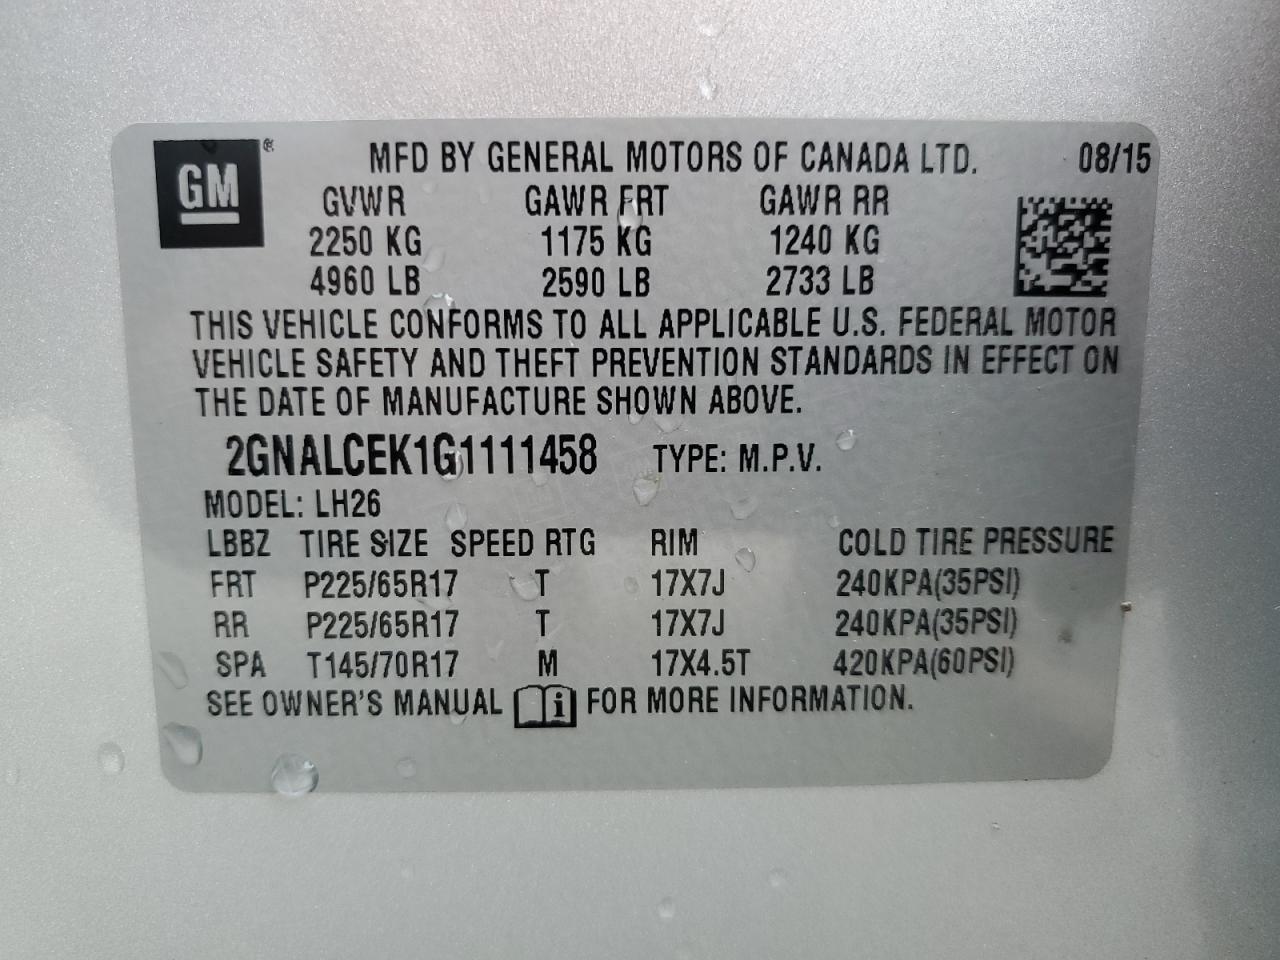 GM ® MFD BY GENERAL MOTORS OF CANADA LTD. 08/15
GVWR GAWR FRT GAWR RR
2250 KG 1175 KG 1240 KG
4960 LB 2590 LB 2733 LB
THIS VEHICLE CONFORMS TO ALL APPLICABLE U.S. FEDERAL MOTOR
VEHICLE SAFETY AND THEFT PREVENTION STANDARDS IN EFFECT ON
THE DATE OF MANUFACTURE SHOWN ABOVE.
2GNALCEK1G1111458 TYPE: M.P.V.
MODEL: LH26
LBBZ TIRE SIZE SPEED RTG RIM COLD TIRE PRESSURE
FRT P225/65R17 T 17X7J 240KPA(35PSI)
RR P225/65R17 T 17X7J 240KPA(35PSI)
SPA T145/70R17 M 17X4.5T 420KPA(60PSI)
SEE OWNER'S MANUAL i FOR MORE INFORMATION.